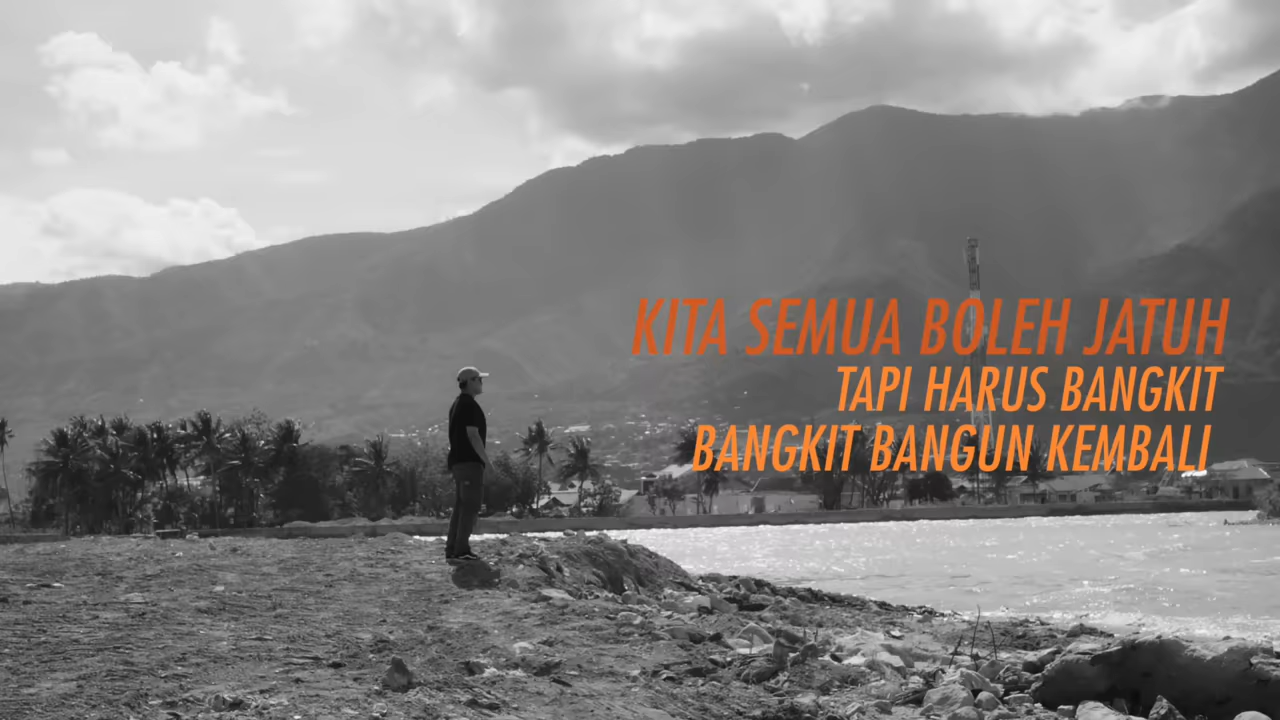 KITA SEMUA BOLEH JATUH
TAPI HARUS BANGKIT
BANGKIT BANGUN KEMBALI